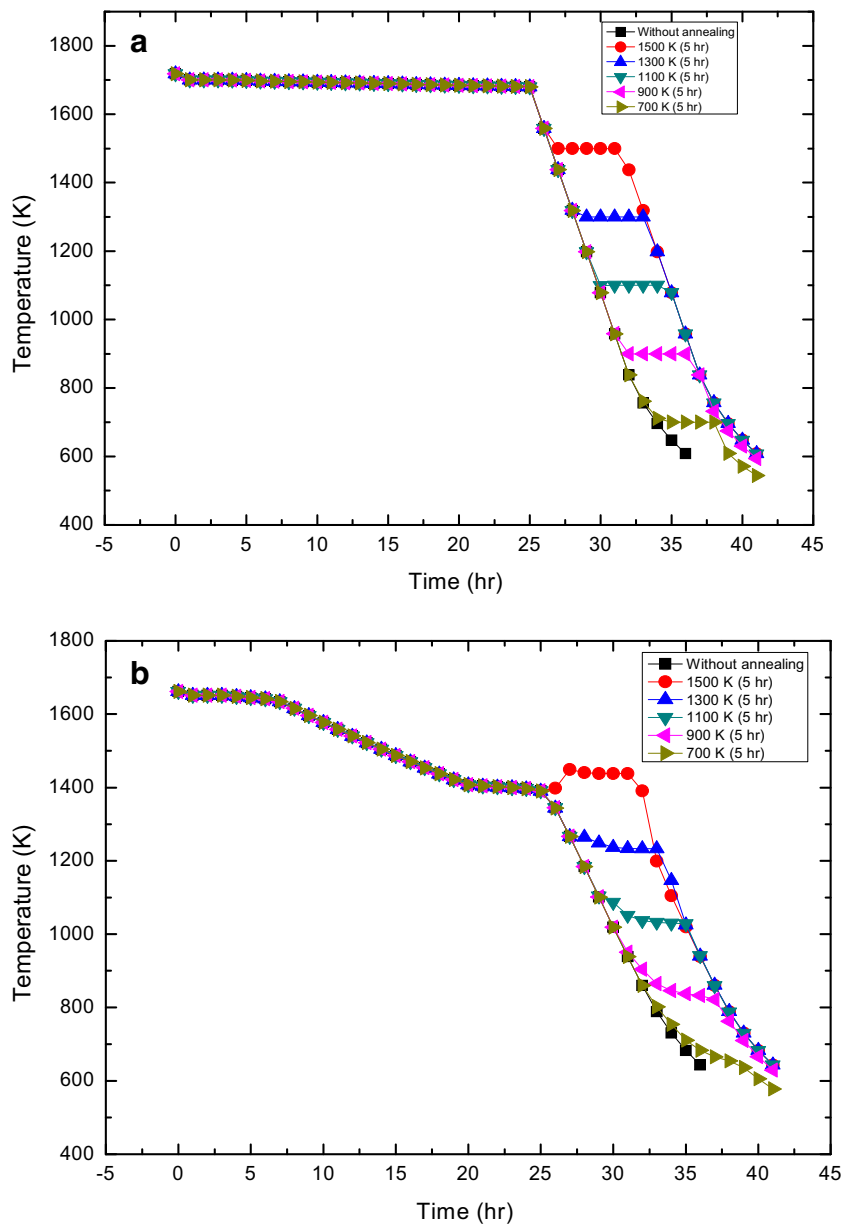 a
Without annealing
1500 K (5 hr)
1300 K (5 hr)
1100 K (5 hr)
900 K (5 hr)
700 K (5 hr)
1800
1600
1400
1200
1000
800
600
400
Temperature (K)
-5 0 5 10 15 20 25 30 35 40 45
Time (hr)
b
Without annealing
1500 K (5 hr)
1300 K (5 hr)
1100 K (5 hr)
900 K (5 hr)
700 K (5 hr)
1800
1600
1400
1200
1000
800
600
400
Temperature (K)
-5 0 5 10 15 20 25 30 35 40 45
Time (hr)